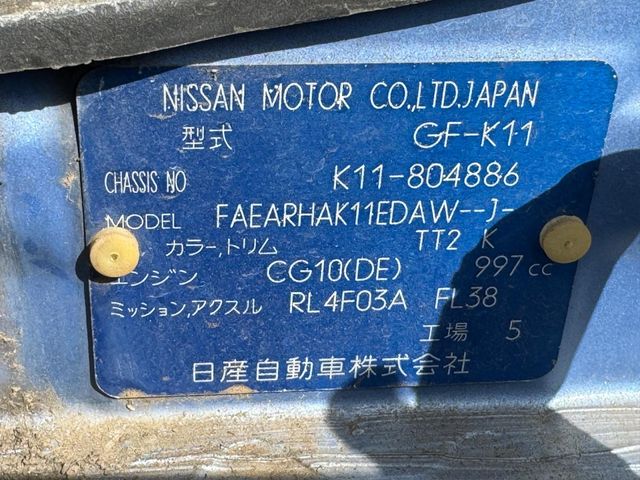 NISSAN MOTOR CO.,LTD.JAPAN
型式 GF-K11
CHASSIS NO K11-804886
MODEL FAEARHAK11EDAW--J-
カラー,トリム TT2 K
エンジン CG10(DE) 997cc
ミッション,アクスル RL4F03A FL38
工場 5
日産自動車株式会社